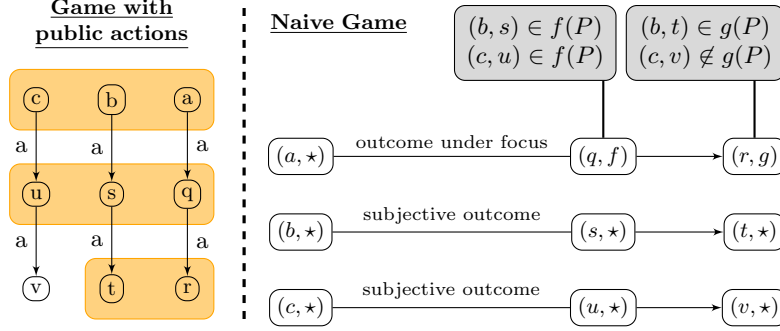 Game with
public actions
c b a
a a a
u s q
a a a
v t r
Naive Game
(b, s) ∈ f(P)
(c, u) ∈ f(P)
(b, t) ∈ g(P)
(c, v) ∉ g(P)
(a, ⋆) outcome under focus (q, f) (r, g)
(b, ⋆) subjective outcome (s, ⋆) (t, ⋆)
(c, ⋆) subjective outcome (u, ⋆) (v, ⋆)